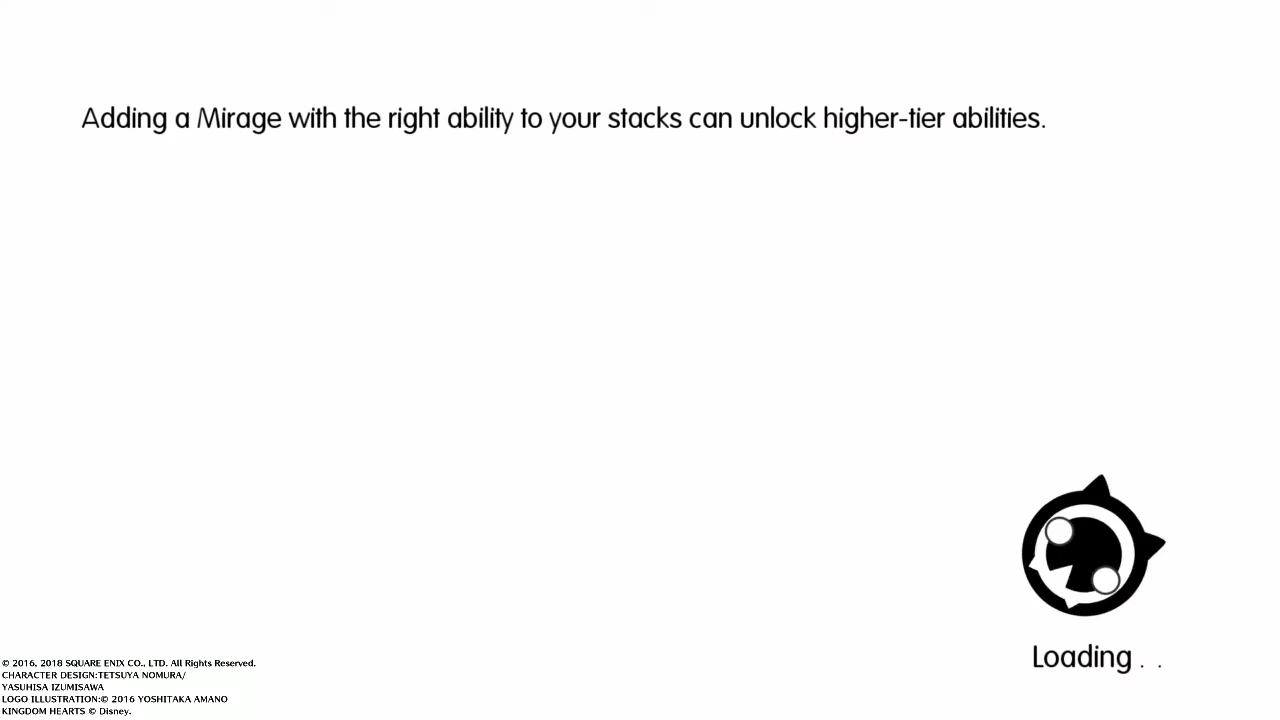 Adding a Mirage with the right ability to your stacks can unlock higher-tier abilities.
Loading . .
© 2016, 2018 SQUARE ENIX CO., LTD. All Rights Reserved.
CHARACTER DESIGN:TETSUYA NOMURA/
YASUHISA IZUMISAWA
LOGO ILLUSTRATION:© 2016 YOSHITAKA AMANO
KINGDOM HEARTS © Disney.